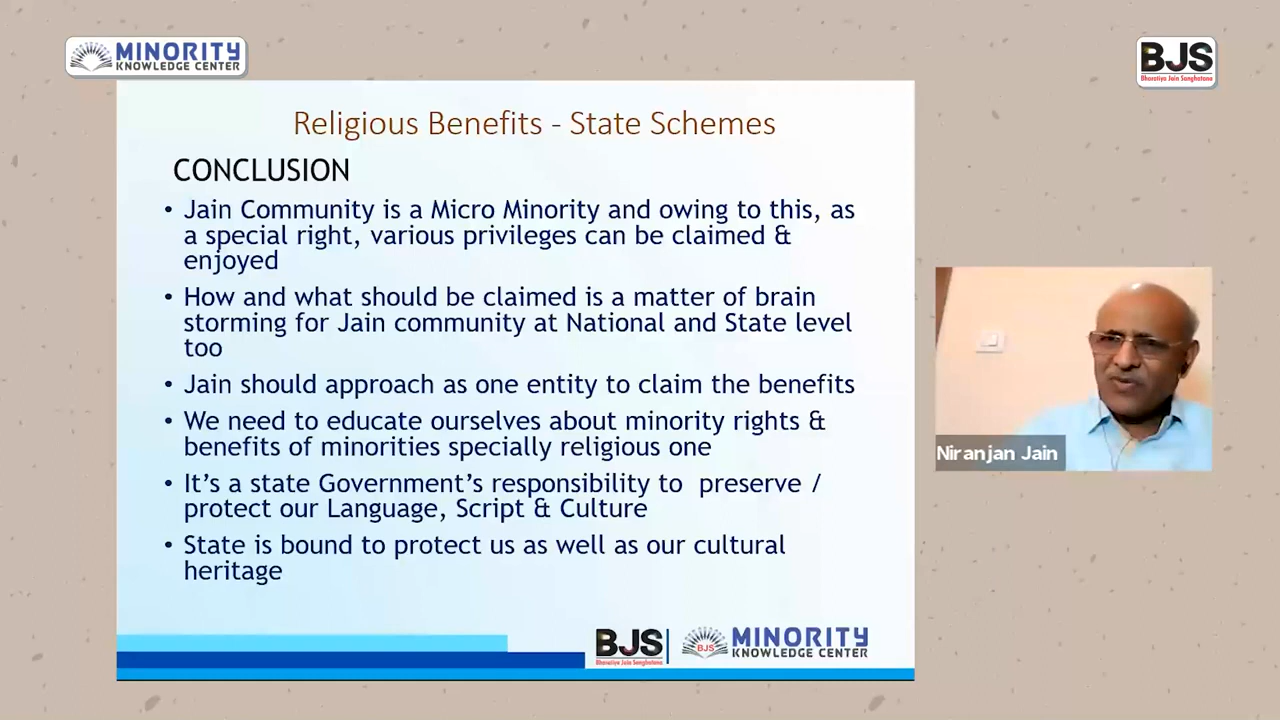 MINORITY
KNOWLEDGE CENTER
BJS
Bharatiya Jain Sanghatana
Religious Benefits - State Schemes
CONCLUSION
• Jain Community is a Micro Minority and owing to this, as
a special right, various privileges can be claimed &
enjoyed
• How and what should be claimed is a matter of brain
storming for Jain community at National and State level
too
• Jain should approach as one entity to claim the benefits
• We need to educate ourselves about minority rights &
benefits of minorities specially religious one
• It's a state Government's responsibility to  preserve /
protect our Language, Script & Culture
• State is bound to protect us as well as our cultural
heritage
Niranjan Jain
BJS
Bharatiya Jain Sanghatana
BJS
MINORITY
KNOWLEDGE CENTER